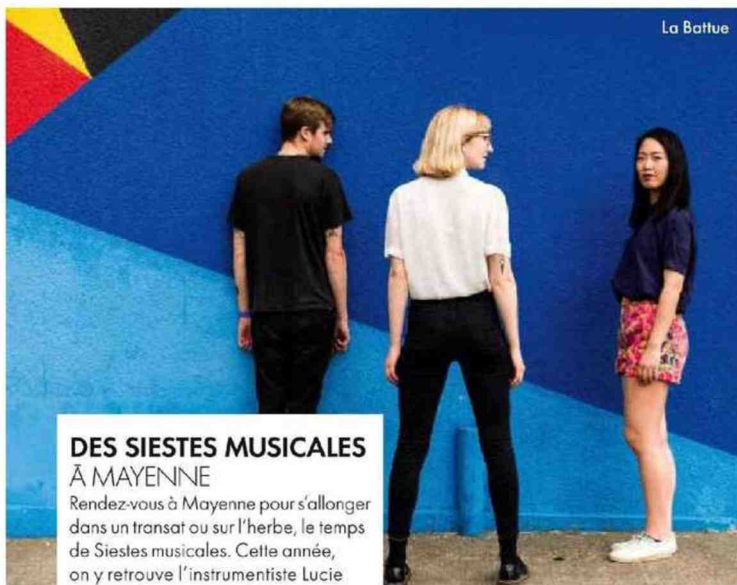 La Battue
DES SIESTES MUSICALES
À MAYENNE
Rendez-vous à Mayenne pour s'allonger
dans un transat ou sur l'herbe, le temps
de Siestes musicales. Cette année,
on y retrouve l'instrumentiste Lucie